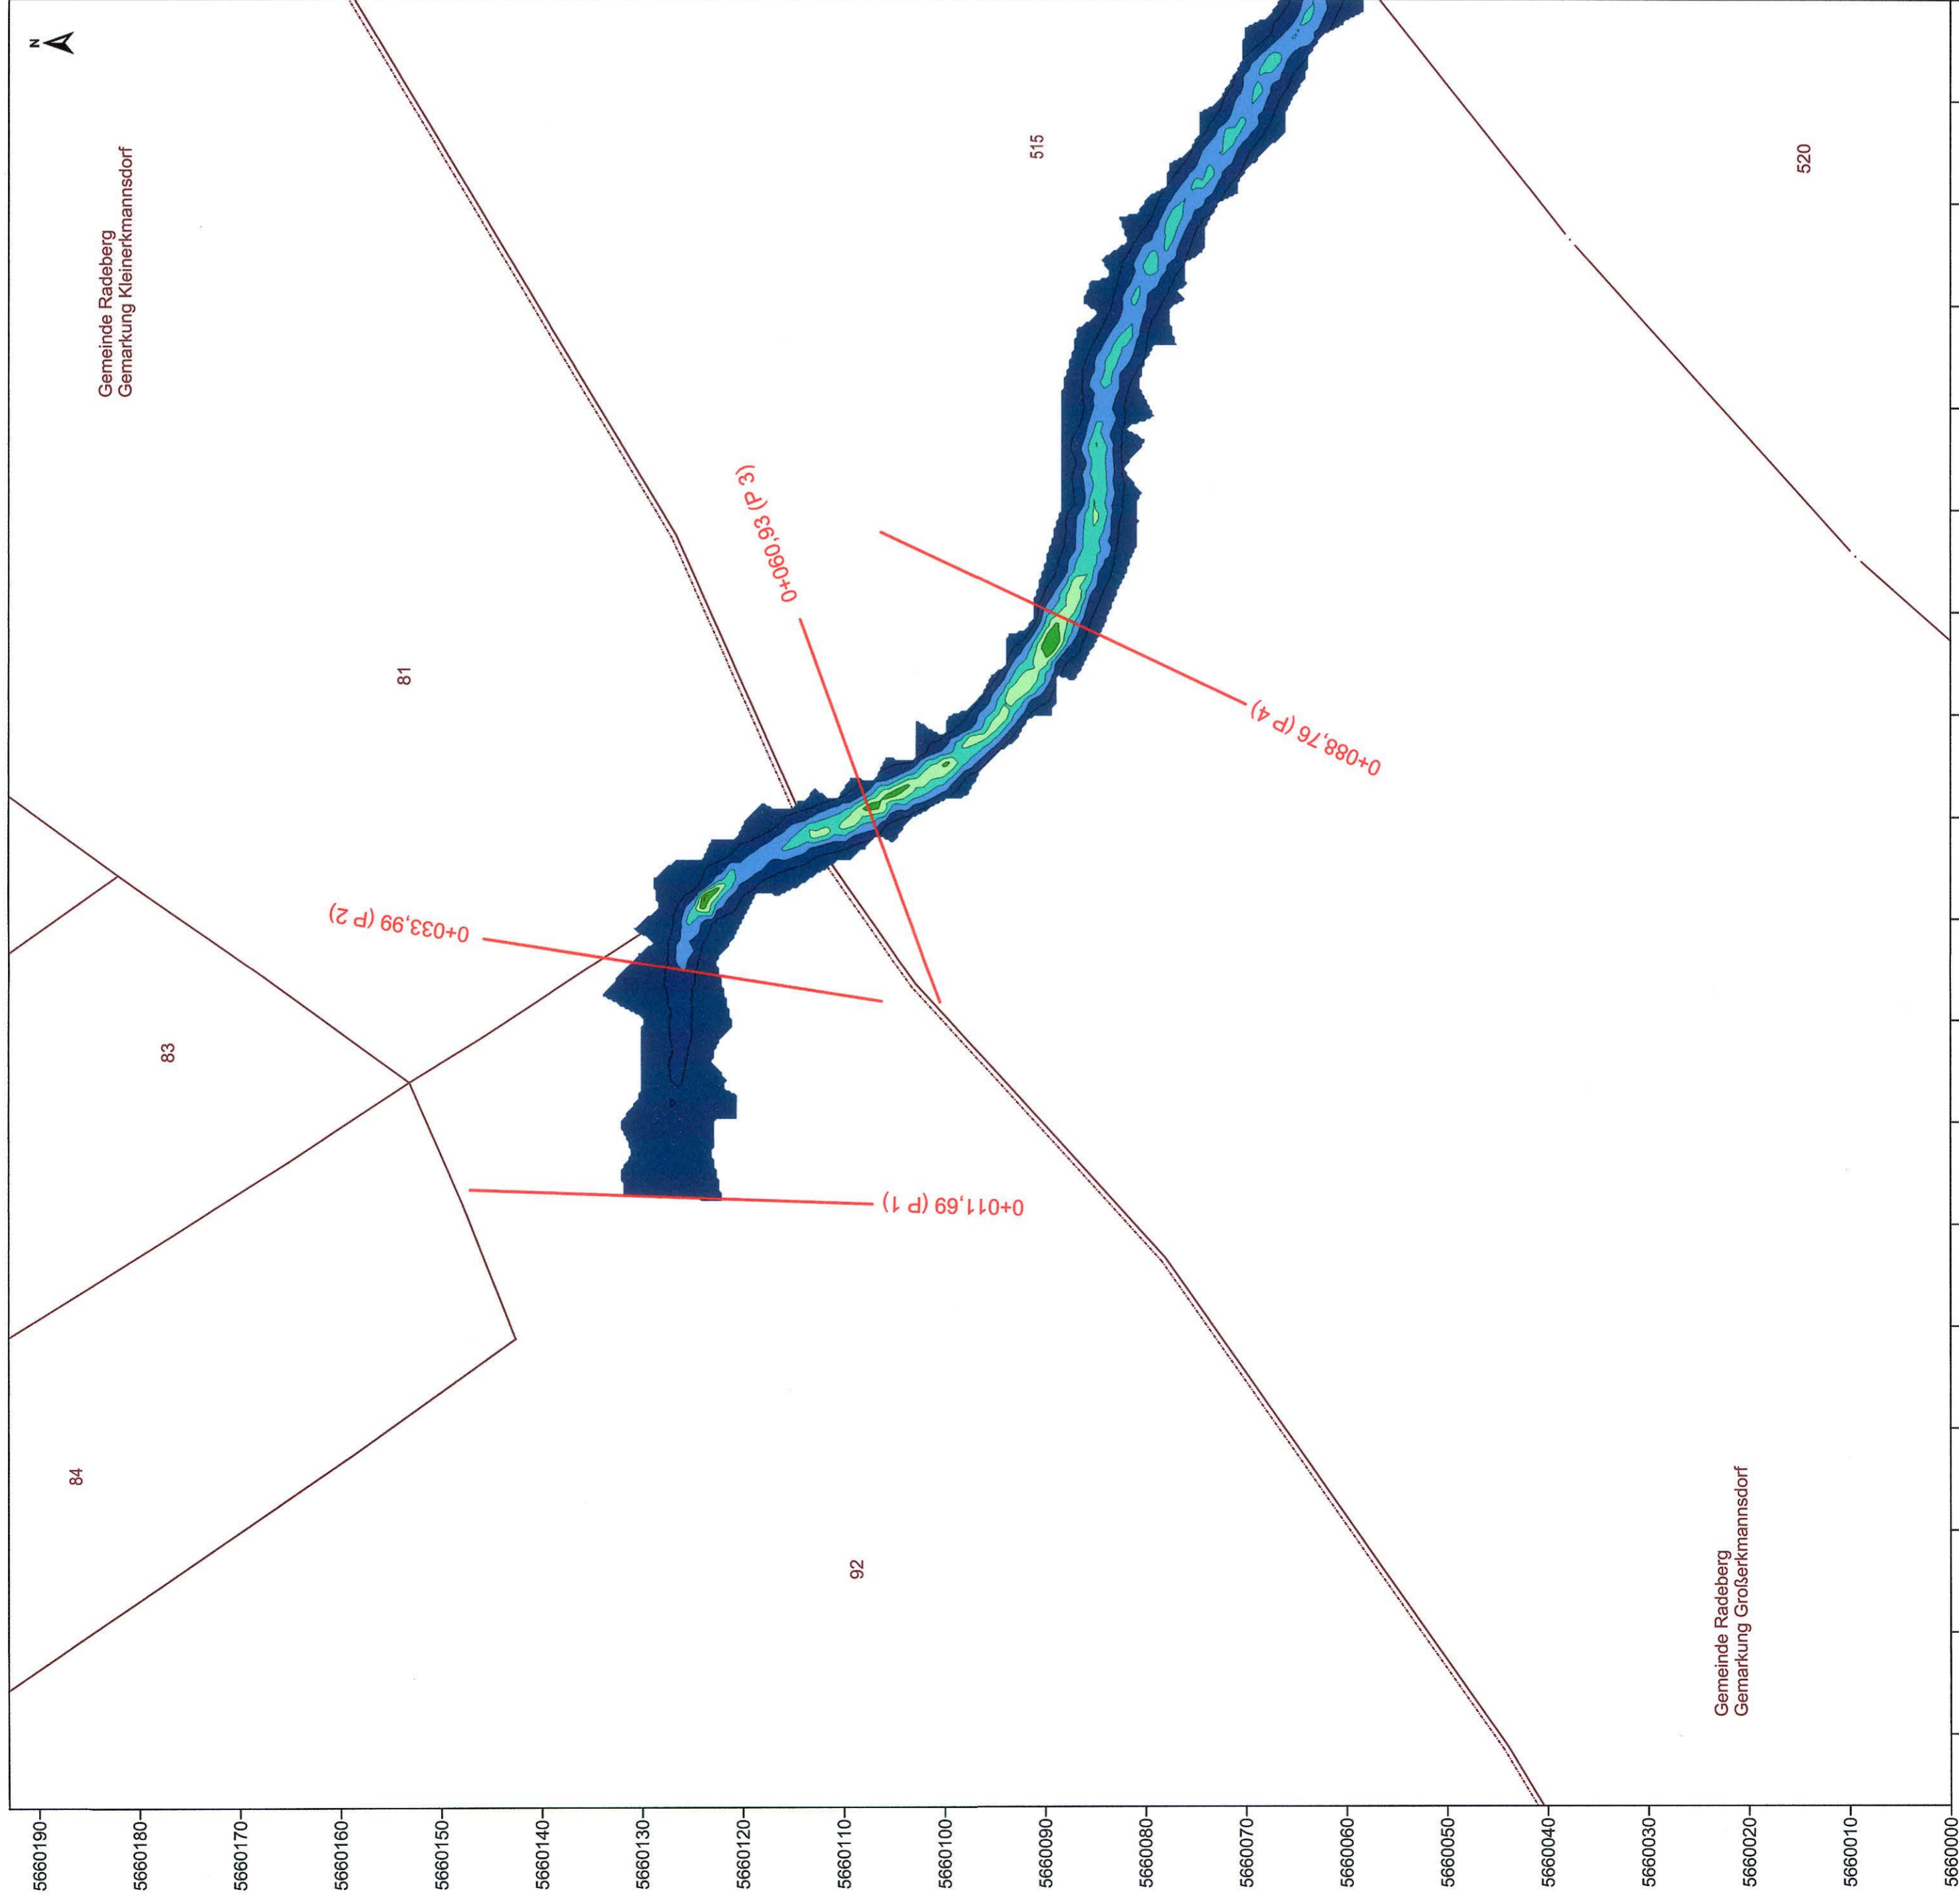 N
Gemeinde Radeberg
Gemarkung Kleinerkmannsdorf
515
520
81
0+060,93 (P 3)
0+088,76 (P 4)
0+033,99 (P 2)
83
0+011,69 (P 1)
84
92
Gemeinde Radeberg
Gemarkung Großerkmannsdorf
5660190
5660180
5660170
5660160
5660150
5660140
5660130
5660120
5660110
5660100
5660090
5660080
5660070
5660060
5660050
5660040
5660030
5660020
5660010
5660000